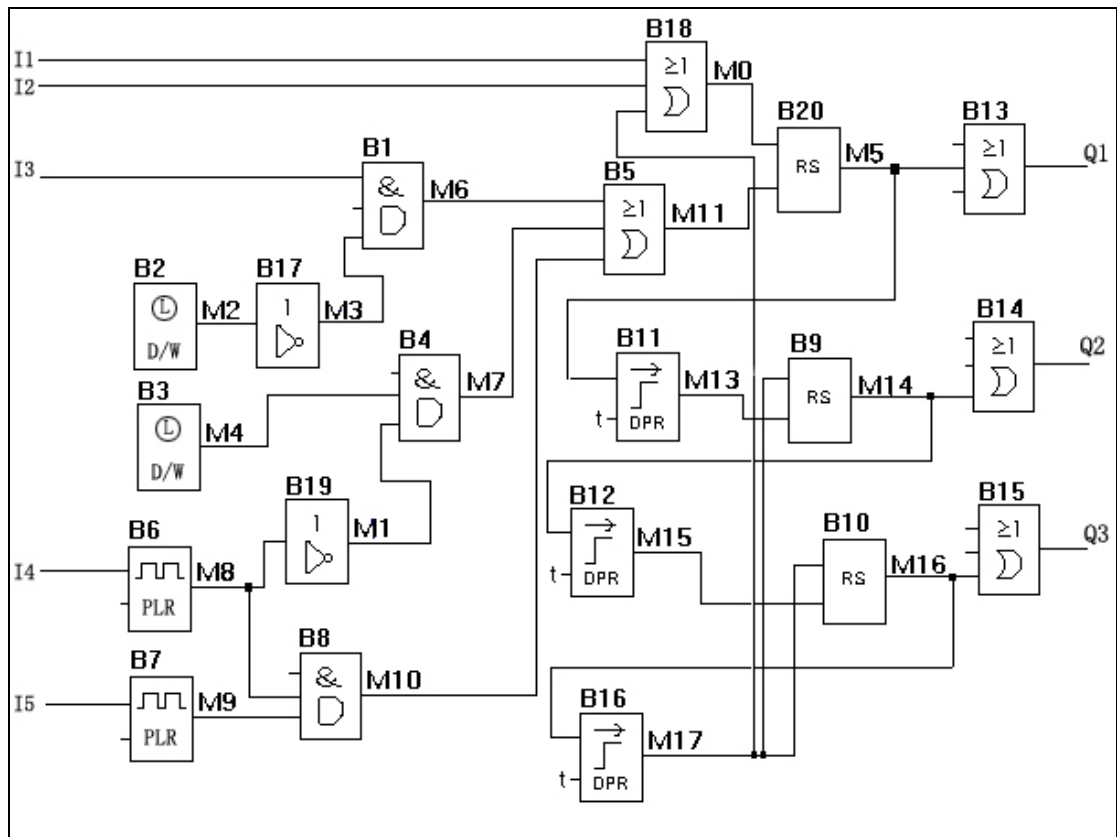 B18
I1
≥1
M0
I2
B20
B13
B1
≥1
I3
B5
RS
M5
Q1
&
M6
≥1
M11
B2
B17
L
M2
1
M3
B14
D/W
B4
B11
B9
≥1
Q2
B3
&
M7
M13
M14
RS
L
M4
t
DPR
D/W
B19
B12
B15
B6
1
M1
B10
≥1
Q3
M15
I4
M8
M16
t
DPR
RS
PLR
B8
B7
&
M10
B16
I5
M9
M17
PLR
t
DPR